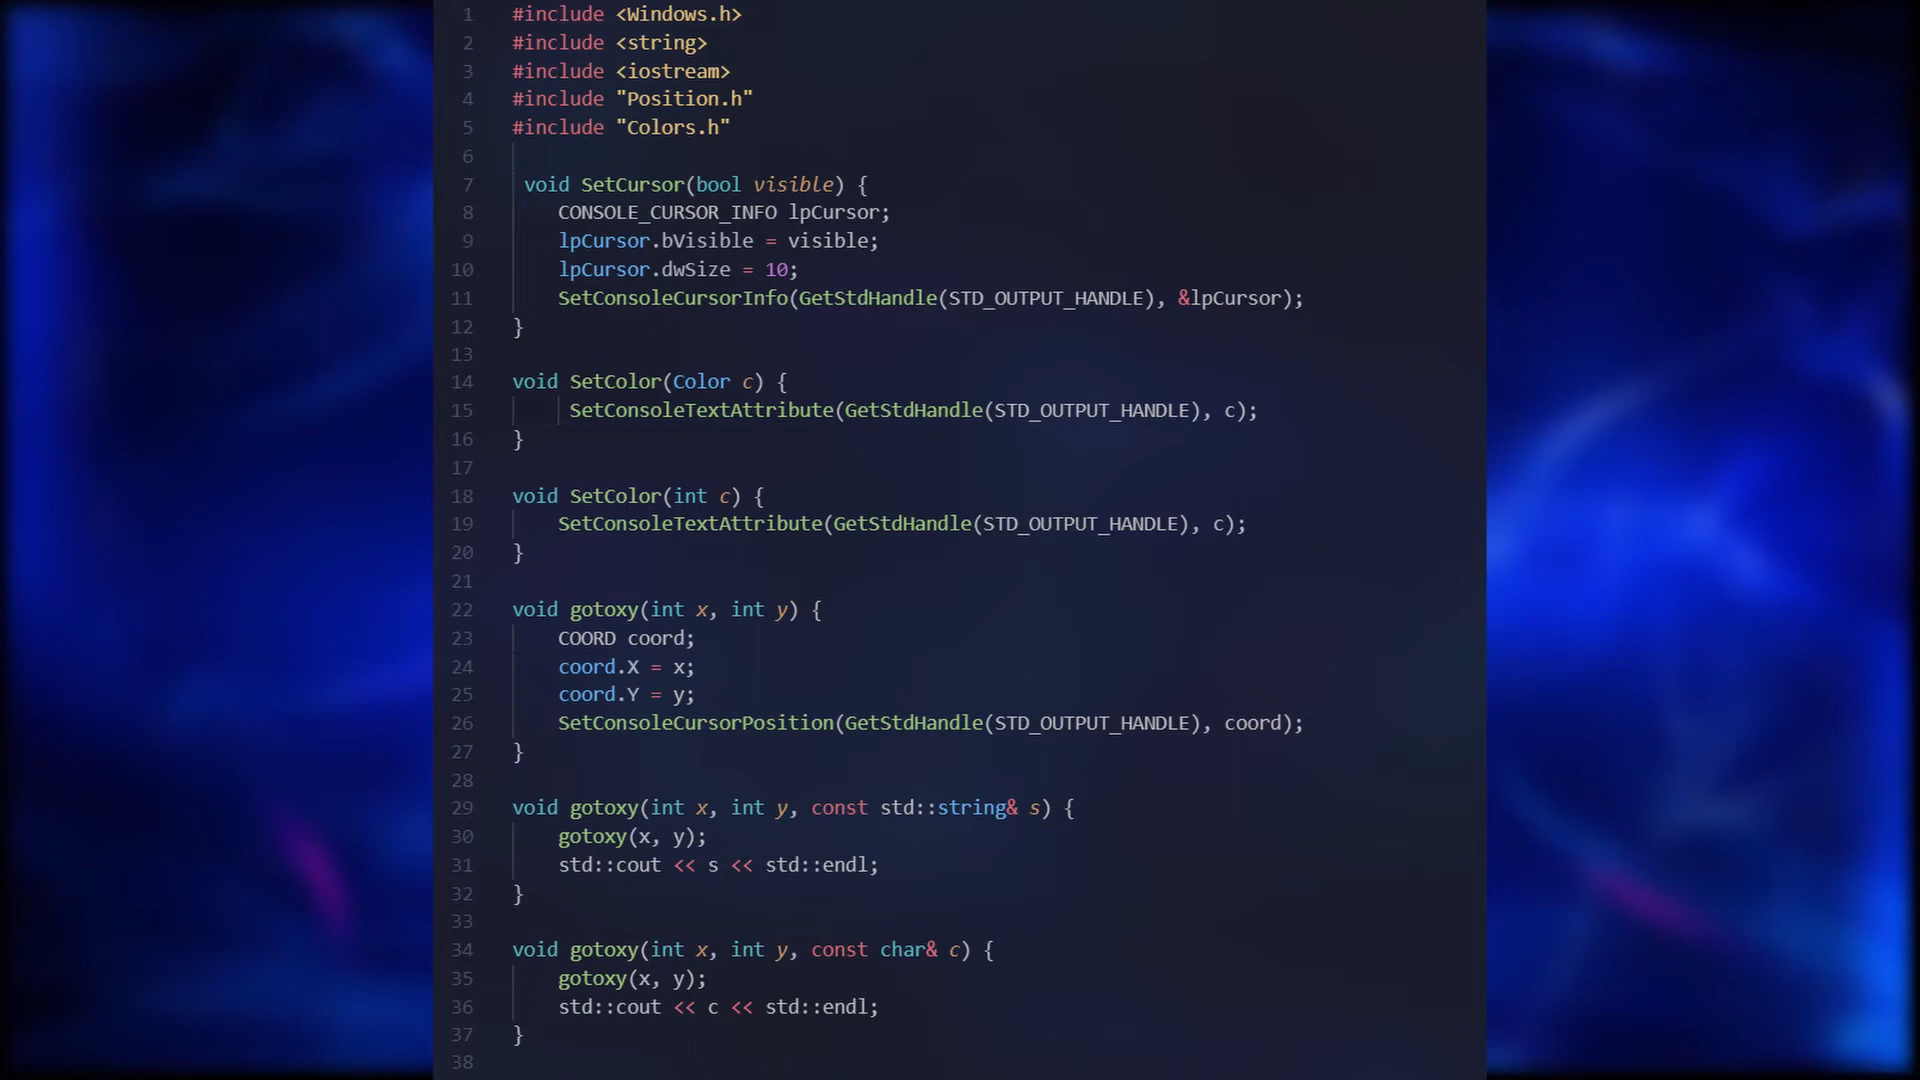 1 #include <Windows.h>
2 #include <string>
3 #include <iostream>
4 #include "Position.h"
5 #include "Colors.h"
6
7 void SetCursor(bool visible) {
8 CONSOLE_CURSOR_INFO lpCursor;
9 lpCursor.bVisible = visible;
10 lpCursor.dwSize = 10;
11 SetConsoleCursorInfo(GetStdHandle(STD_OUTPUT_HANDLE), &lpCursor);
12 }
13
14 void SetColor(Color c) {
15 SetConsoleTextAttribute(GetStdHandle(STD_OUTPUT_HANDLE), c);
16 }
17
18 void SetColor(int c) {
19 SetConsoleTextAttribute(GetStdHandle(STD_OUTPUT_HANDLE), c);
20 }
21
22 void gotoxy(int x, int y) {
23 COORD coord;
24 coord.X = x;
25 coord.Y = y;
26 SetConsoleCursorPosition(GetStdHandle(STD_OUTPUT_HANDLE), coord);
27 }
28
29 void gotoxy(int x, int y, const std::string& s) {
30 gotoxy(x, y);
31 std::cout << s << std::endl;
32 }
33
34 void gotoxy(int x, int y, const char& c) {
35 gotoxy(x, y);
36 std::cout << c << std::endl;
37 }
38